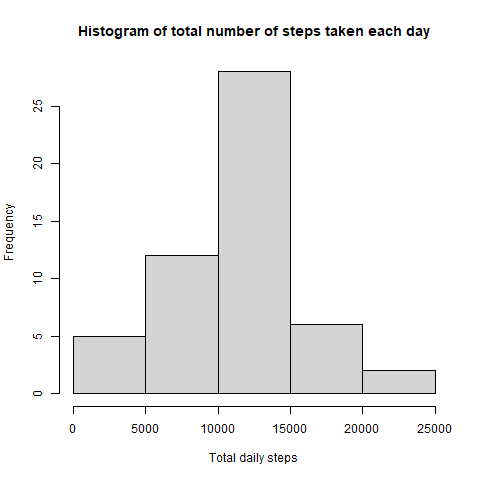 Histogram of total number of steps taken each day
Frequency
25
20
15
10
5
0
0 5000 10000 15000 20000 25000
Total daily steps